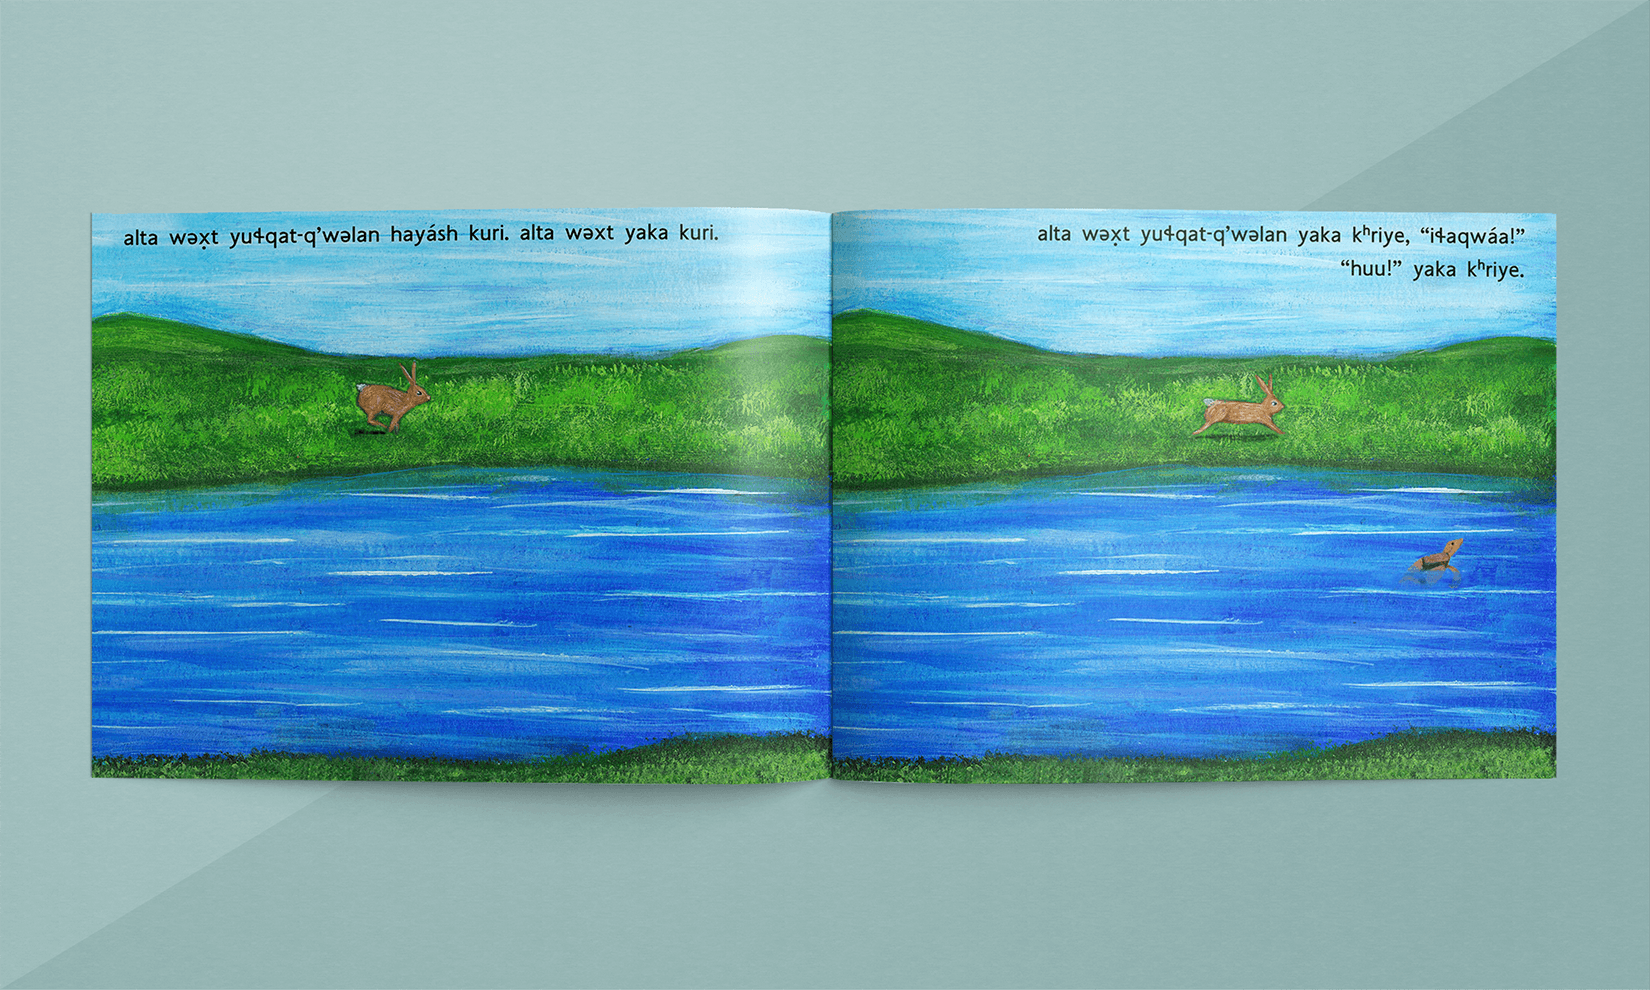 alta wəx̣t yuɬqat-q’wəlan hayásh kuri. alta wəxt yaka kuri.
alta wəx̣t yuɬqat-q’wəlan yaka kʰriye, “iɬaqwáa!”
“huu!” yaka kʰriye.